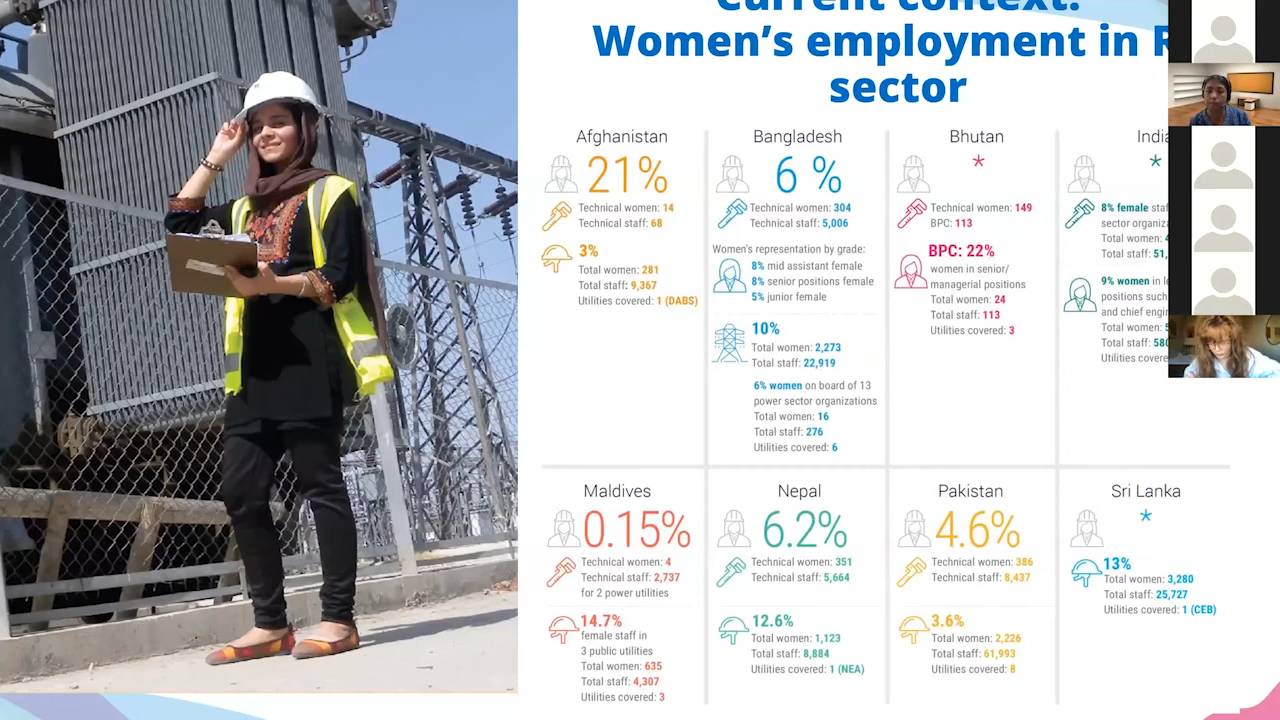 Current context:
Women's employment in R
sector
Afghanistan
21%
Technical women: 14
Technical staff: 68
3%
Total women: 281
Total staff: 9,367
Utilities covered: 1 (DABS)
Bangladesh
6 %
Technical women: 304
Technical staff: 5,006
Women's representation by grade:
8% mid assistant female
8% senior positions female
5% junior female
10%
Total women: 2,273
Total staff: 22,919
6% women on board of 13
power sector organizations
Total women: 16
Total staff: 276
Utilities covered: 6
Bhutan
*
Technical women: 149
BPC: 113
BPC: 22%
women in senior/
managerial positions
Total women: 24
Total staff: 113
Utilities covered: 3
India
*
8% female
sector
Total women:
Total staff: 51,
9% women in
positions such
and chief
Total women:
Total staff: 580
Utilities
Maldives
0.15%
Technical women: 4
Technical staff: 2,737
for 2 power utilities
14.7%
female staff in
3 public utilities
Total women: 635
Total staff: 4,307
Utilities covered: 3
Nepal
6.2%
Technical women: 351
Technical staff: 5,664
12.6%
Total women: 1,123
Total staff: 8,884
Utilities covered: 1 (NEA)
Pakistan
4.6%
Technical women: 386
Technical staff: 8,437
3.6%
Total women: 2,226
Total staff: 61,993
Utilities covered: 8
Sri Lanka
*
13%
Total women: 3,280
Total staff: 25,727
Utilities covered: 1 (CEB)